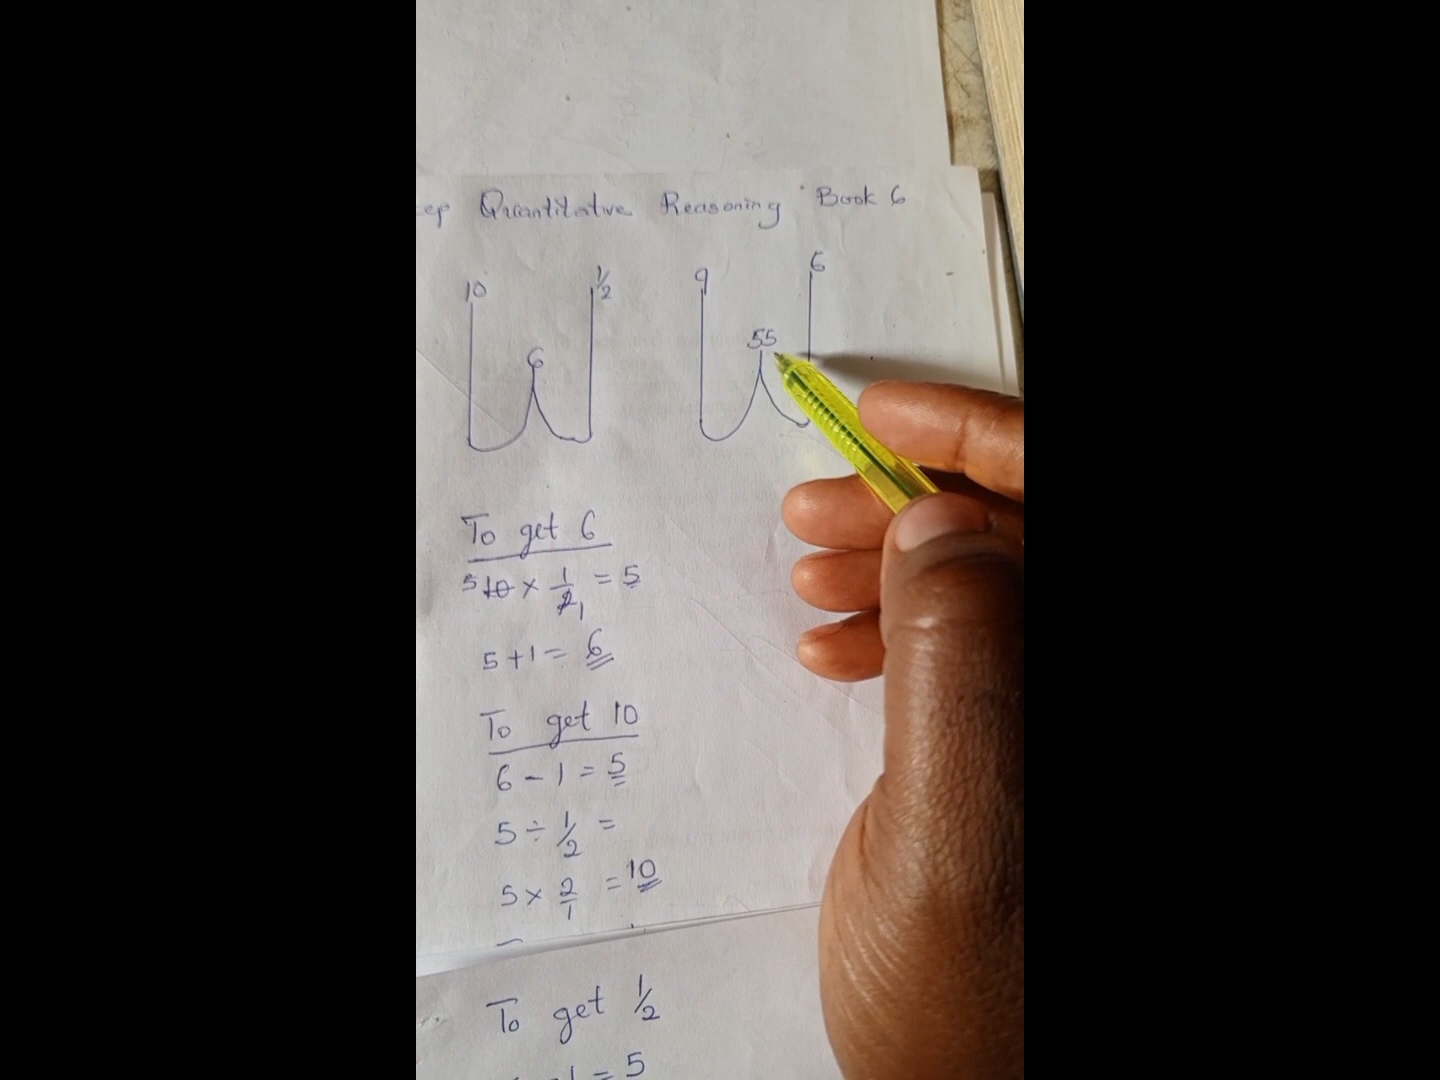 ep Quantitative Reasoning Book 6
10 1/2 9 6
6 55
To get 6
5 10 × 1/2 1 = 5
5 + 1 = 6
To get 10
6 - 1 = 5
5 ÷ 1/2 =
5 × 2/1 = 10
To get 1/2
1 = 5